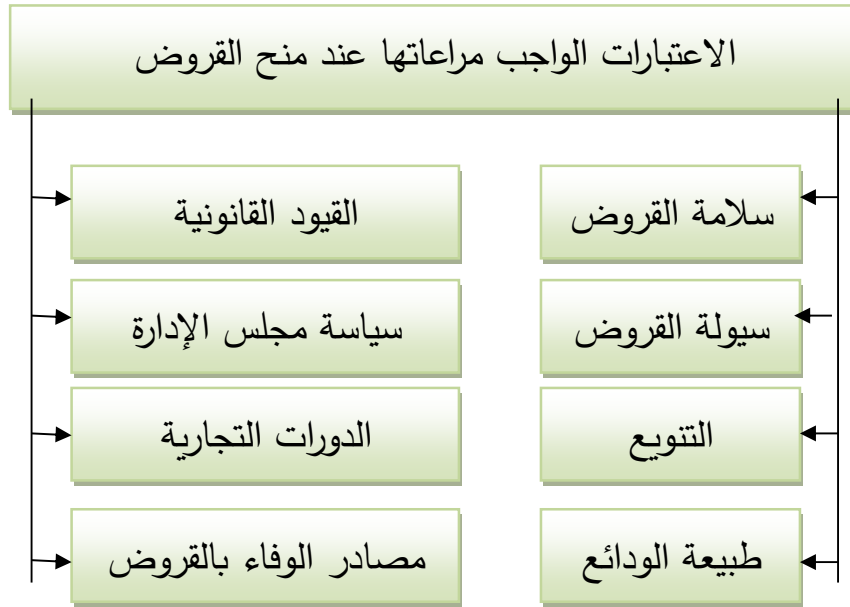 الاعتبارات الواجب مراعاتها عند منح القروض
سلامة القروض
القيود القانونية
سيولة القروض
سياسة مجلس الإدارة
التنويع
الدورات التجارية
طبيعة الودائع
مصادر الوفاء بالقروض